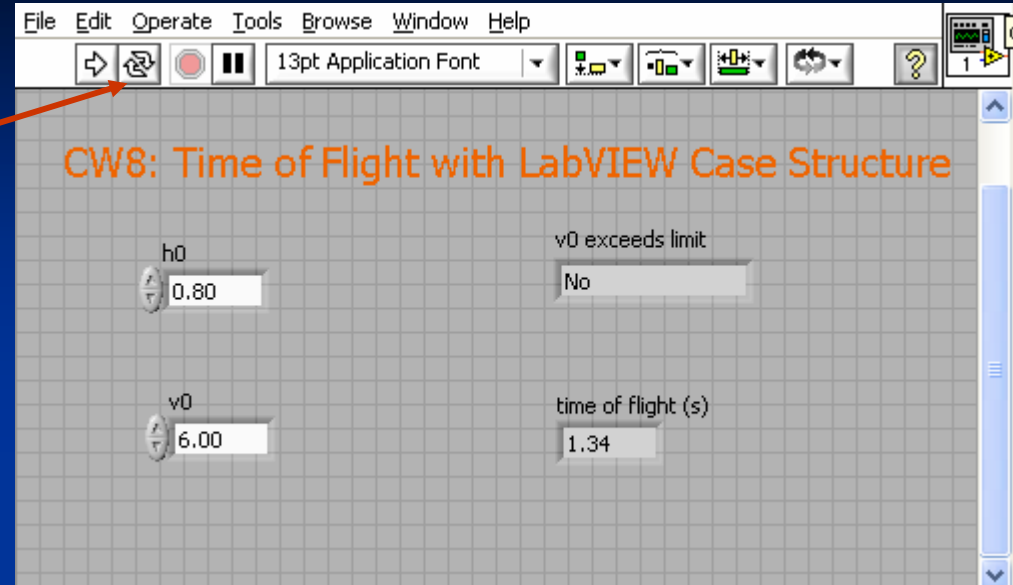 File Edit Operate Tools Browse Window Help
13pt Application Font
?
1
CW8: Time of Flight with LabVIEW Case Structure
h0
v0 exceeds limit
0.80
No
v0
time of flight (s)
6.00
1.34